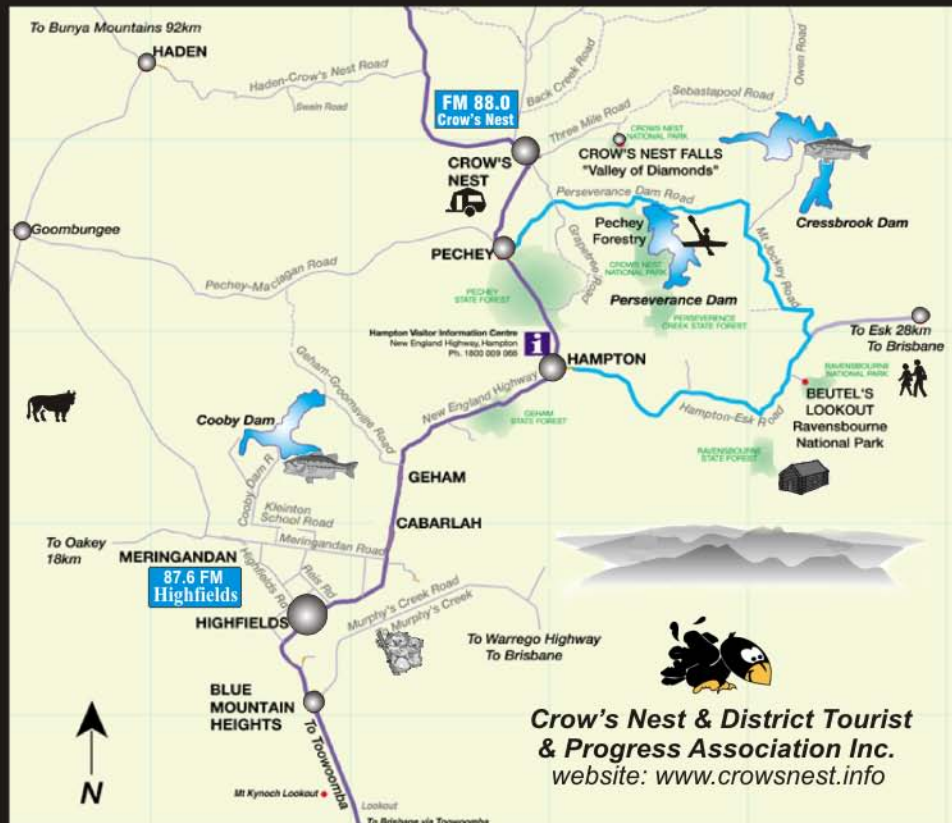 To Bunya Mountains 92km
HADEN
Haden-Crow's Nest Road
Swain Road
FM 88.0
Crow's Nest
Back Creek Road
Owen Road
Sebastapool Road
Three Mile Road
CROWS NEST
NATIONAL PARK
CROW'S NEST FALLS
"Valley of Diamonds"
CROW'S
NEST
Perseverance Dam Road
Cressbrook Dam
Goombungee
PECHEY
Pechey
Forestry
Grapetree Road
CROWS NEST
NATIONAL PARK
Mt Jockey Road
Pechey-Maclagan Road
PECHEY
STATE FOREST
Perseverance Dam
PERSEVERENCE
CREEK STATE FOREST
Hampton Visitor Information Centre
New England Highway, Hampton
Ph. 1800 009 066
i
HAMPTON
To Esk 28km
To Brisbane
RAVENSBOURNE
NATIONAL PARK
BEUTEL'S
LOOKOUT
Ravensbourne
National Park
Geham-Groomsville Road
New England Highway
GEHAM
STATE FOREST
Hampton-Esk Road
RAVENSBOURNE
STATE FOREST
Cooby Dam
Cooby Dam R
GEHAM
Kleinton
School Road
CABARLAH
To Oakey
18km
MERINGANDAN
Meringandan Road
87.6 FM
Highfields
Highfields Rd
Reis Rd
HIGHFIELDS
Murphy's Creek Road
To Murphy's Creek
To Warrego Highway
To Brisbane
BLUE
MOUNTAIN
HEIGHTS
To Toowoomba
N
Mt Kynoch Lookout
Lookout
To Brisbane via Toowoomba
Crow's Nest & District Tourist
& Progress Association Inc.
website: www.crowsnest.info